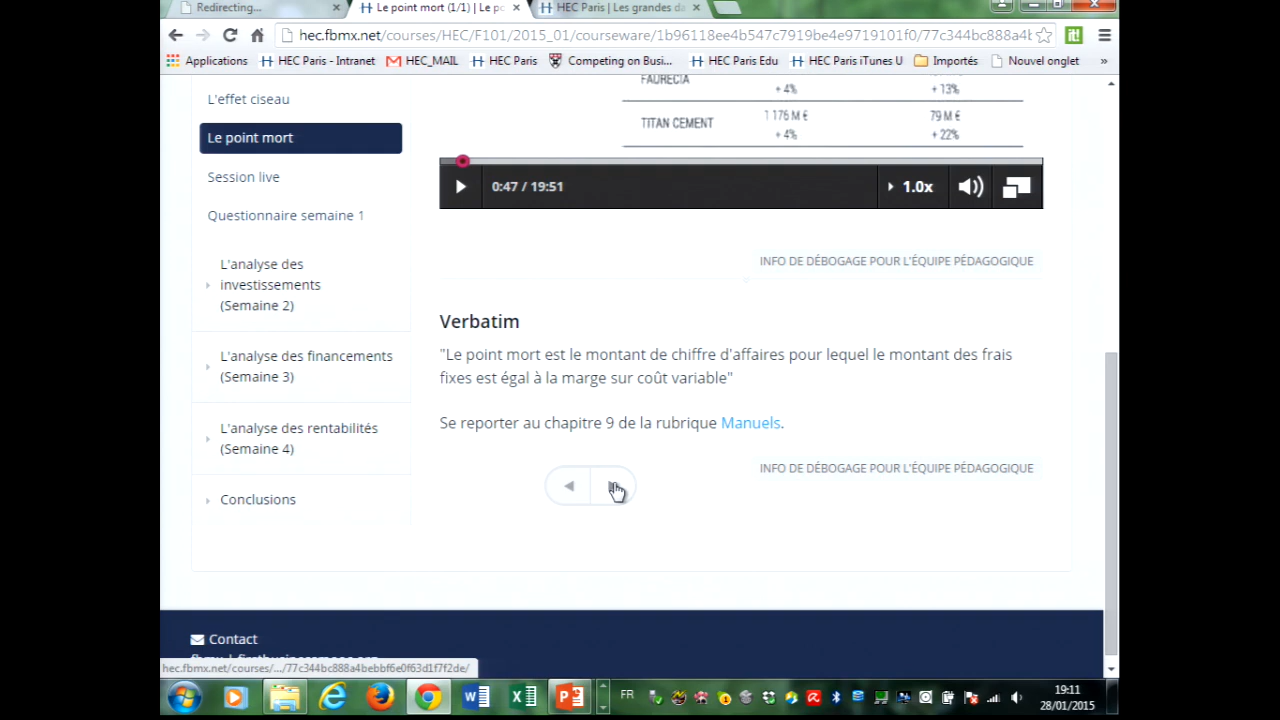 Redirecting...
Le point mort (1/1) | Le po
HEC Paris | Les grandes d
hec.fbmx.net/courses/HEC/F101/2015_01/courseware/1b96118ee4b547c7919be4e9719101f0/77c344bc888a4b
Applications
HEC Paris - Intranet
HEC_MAIL
HEC Paris
Competing on Busi...
HEC Paris Edu
HEC Paris iTunes U
Importés
Nouvel onglet
»
L'effet ciseau
Le point mort
Session live
Questionnaire semaine 1
L'analyse des
investissements
(Semaine 2)
L'analyse des financements
(Semaine 3)
L'analyse des rentabilités
(Semaine 4)
Conclusions
FAURECIA
+ 4%
+ 13%
TITAN CEMENT
1 176 M €
79 M €
+ 4%
+ 22%
0:47 / 19:51
1.0x
INFO DE DÉBOGAGE POUR L'ÉQUIPE PÉDAGOGIQUE
Verbatim
"Le point mort est le montant de chiffre d'affaires pour lequel le montant des frais
fixes est égal à la marge sur coût variable"
Se reporter au chapitre 9 de la rubrique Manuels.
INFO DE DÉBOGAGE POUR L'ÉQUIPE PÉDAGOGIQUE
Contact
hec.fbmx.net/courses/.../77c344bc888a4bebbf6e0f63d1f7f2de/
FR
19:11
28/01/2015